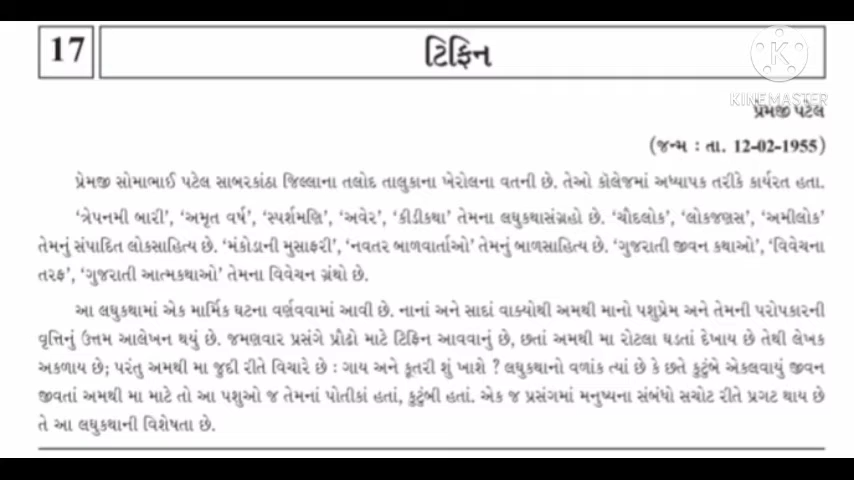 17
ટિફિન
KINEMASTER
પ્રેમજી પટેલ
(જન્મ : તા. 12-02-1955)
પ્રેમજી સોમાભાઈ પટેલ સાબરકાંઠા જિલ્લાના તલોદ તાલુકાના ખેરોલના વતની છે. તેઓ કૉલેજમાં અધ્યાપક તરીકે કાર્યરત હતા.
'ત્રેપનમી બારી', 'અમૃત વર્ષ', 'સ્પર્શમણિ', 'અવેર', 'કીડીકથા' તેમના લઘુકથાસંગ્રહો છે. 'ચૌદલોક', 'લોકજણસ', 'અમીલોક'
તેમનું સંપાદિત લોકસાહિત્ય છે. 'મંકોડાની મુસાફરી', 'નવતર બાળવાર્તાઓ' તેમનું બાળસાહિત્ય છે. 'ગુજરાતી જીવન કથાઓ', 'વિવેચના
તરફ', 'ગુજરાતી આત્મકથાઓ' તેમના વિવેચન ગ્રંથો છે.
આ લઘુકથામાં એક માર્મિક ઘટના વર્ણવવામાં આવી છે. નાનાં અને સાદાં વાક્યોથી અમથી માનો પશુપ્રેમ અને તેમની પરોપકારની
વૃત્તિનું ઉત્તમ આલેખન થયું છે. જમણવાર પ્રસંગે પ્રૌઢો માટે ટિફિન આવવાનું છે, છતાં અમથી મા રોટલા ઘડતાં દેખાય છે તેથી લેખક
અકળાય છે; પરંતુ અમથી મા જુદી રીતે વિચારે છે : ગાય અને કૂતરી શું ખાશે ? લઘુકથાનો વળાંક ત્યાં છે કે છતે કુટુંબે એકલવાયું જીવન
જીવતાં અમથી મા માટે તો આ પશુઓ જ તેમનાં પોતીકાં હતાં, કુટુંબી હતાં. એક જ પ્રસંગમાં મનુષ્યના સંબંધો સચોટ રીતે પ્રગટ થાય છે
તે આ લઘુકથાની વિશેષતા છે.